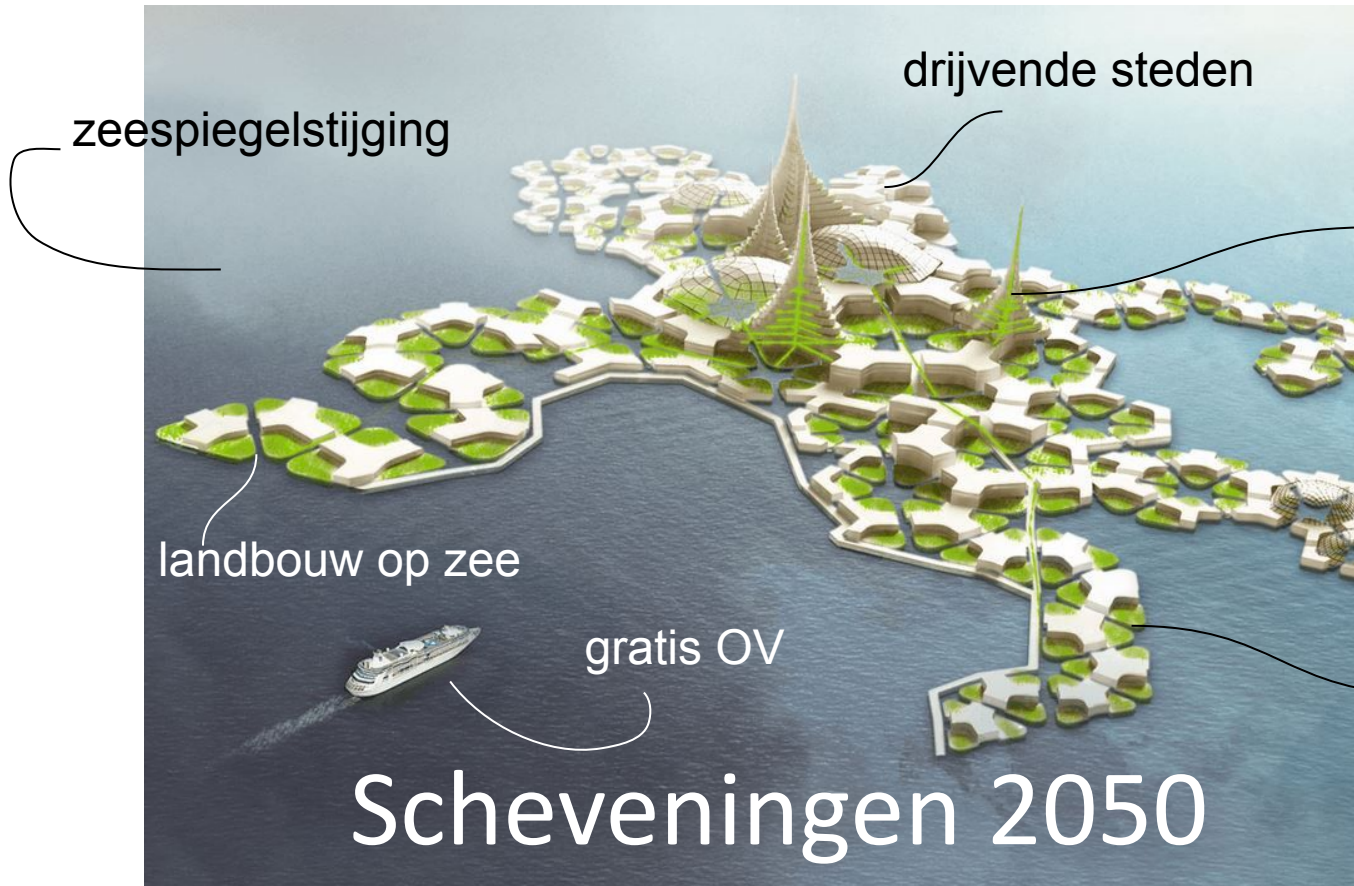 drijvende steden
zeespiegelstijging
landbouw op zee
gratis OV
Scheveningen 2050